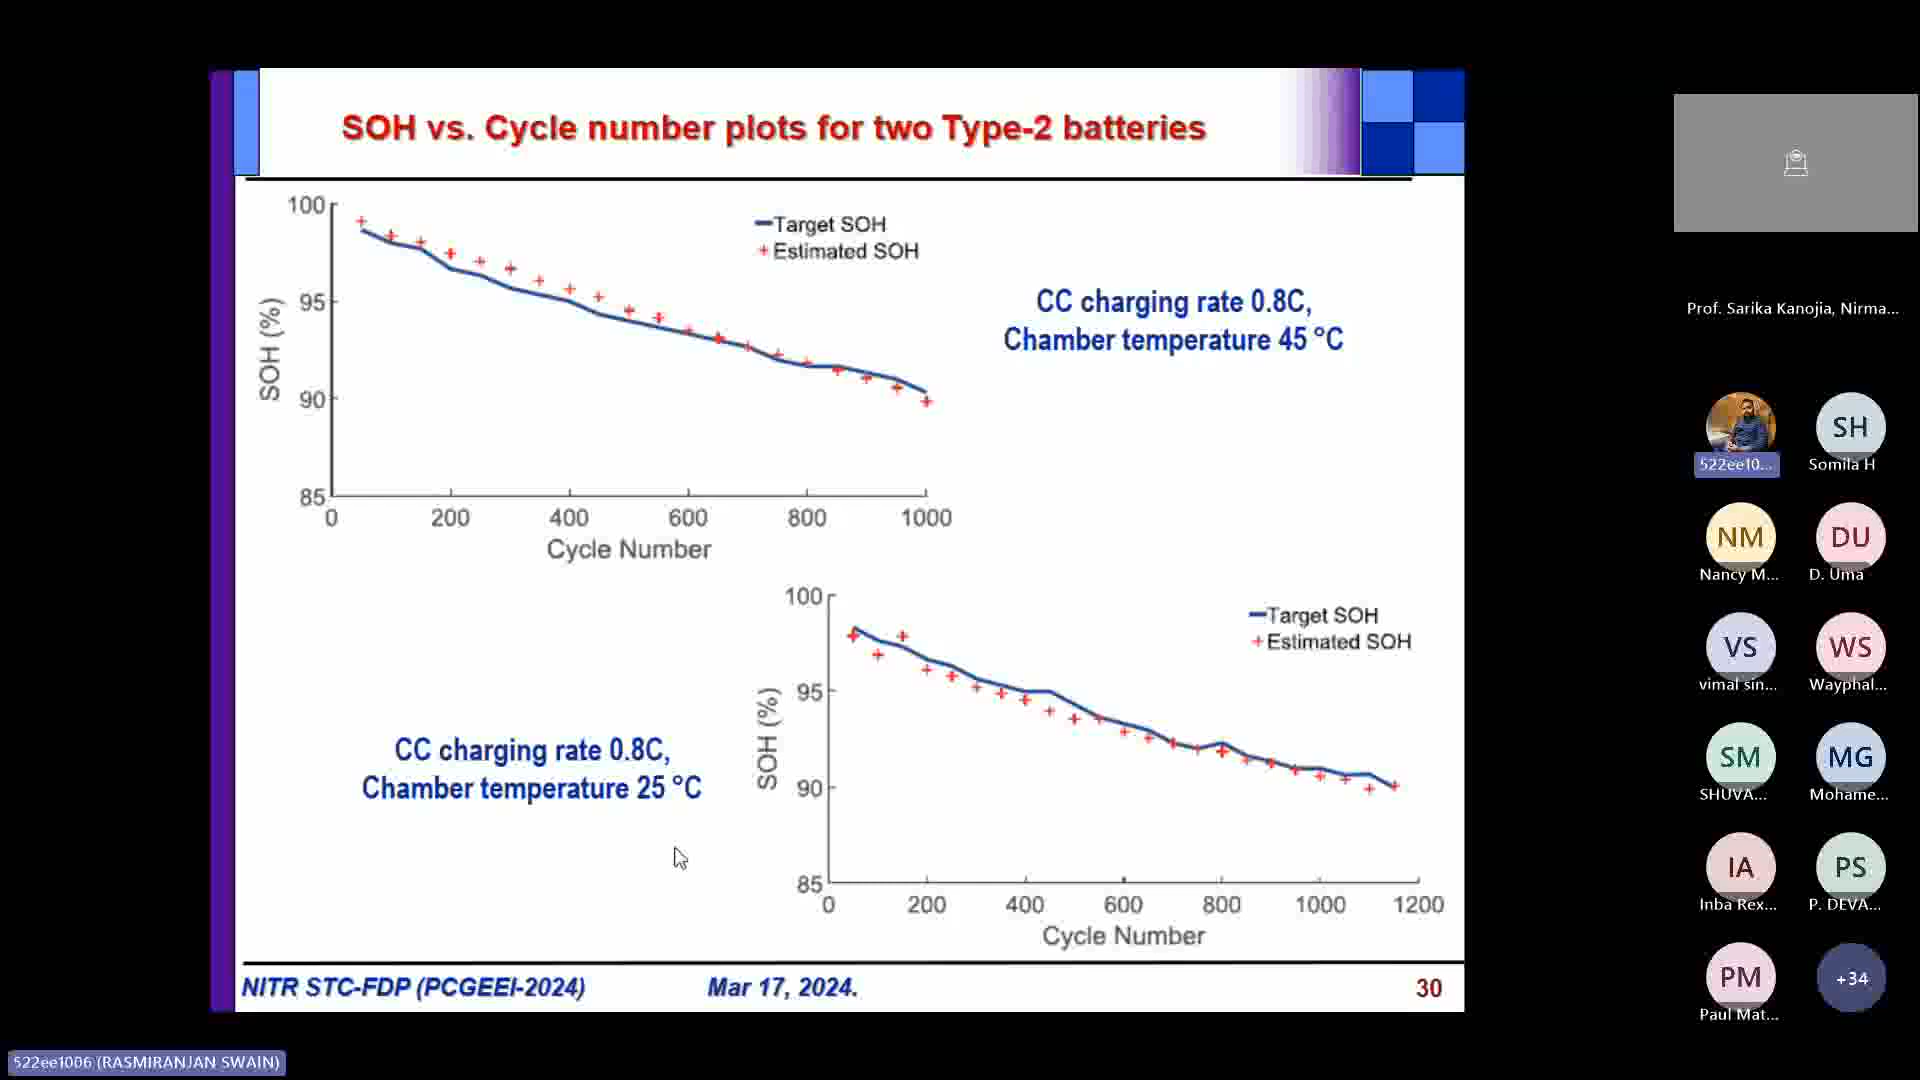 SOH vs. Cycle number plots for two Type-2 batteries
100
95
90
85
SOH (%)
0 200 400 600 800 1000
Cycle Number
Target SOH
Estimated SOH
CC charging rate 0.8C,
Chamber temperature 45 °C
CC charging rate 0.8C,
Chamber temperature 25 °C
100
95
90
85
SOH (%)
0 200 400 600 800 1000 1200
Cycle Number
Target SOH
Estimated SOH
NITR STC-FDP (PCGEEI-2024) Mar 17, 2024. 30
Prof. Sarika Kanojia, Nirma...
522ee10...
SH
Somila H
NM
Nancy M...
DU
D. Uma
VS
vimal sin...
WS
Wayphal...
SM
SHUVA...
MG
Mohame...
IA
Inba Rex...
PS
P. DEVA...
PM
Paul Mat...
+34
522ee1006 (RASMIRANJAN SWAIN)